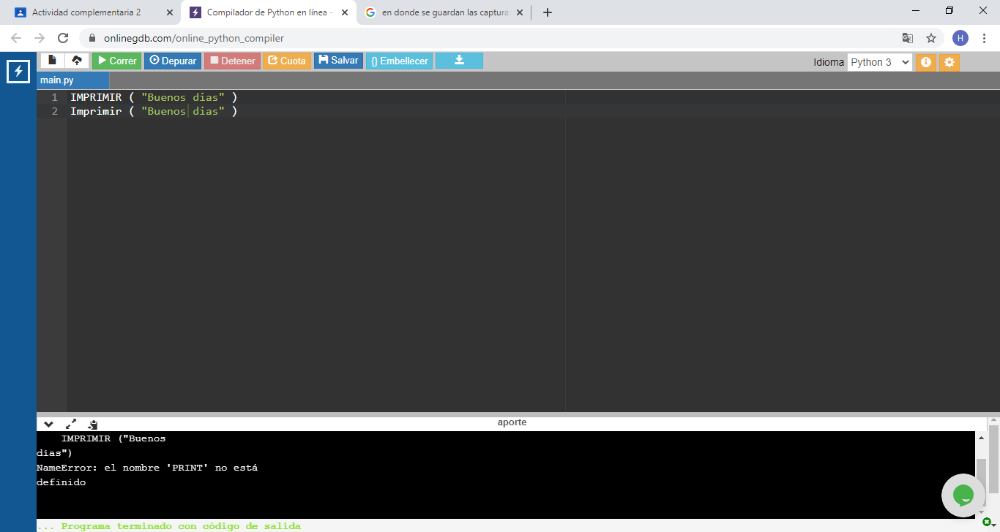 Actividad complementaria 2
Compilador de Python en línea -
en donde se guardan las captura
onlinegdb.com/online_python_compiler
H
Correr
Depurar
Detener
Cuota
Salvar
{} Embellecer
Idioma
Python 3
main.py
1 IMPRIMIR ( "Buenos dias" )
2 Imprimir ( "Buenos dias" )
aporte
IMPRIMIR ("Buenos
dias")
NameError: el nombre 'PRINT' no está
definido
... Programa terminado con código de salida